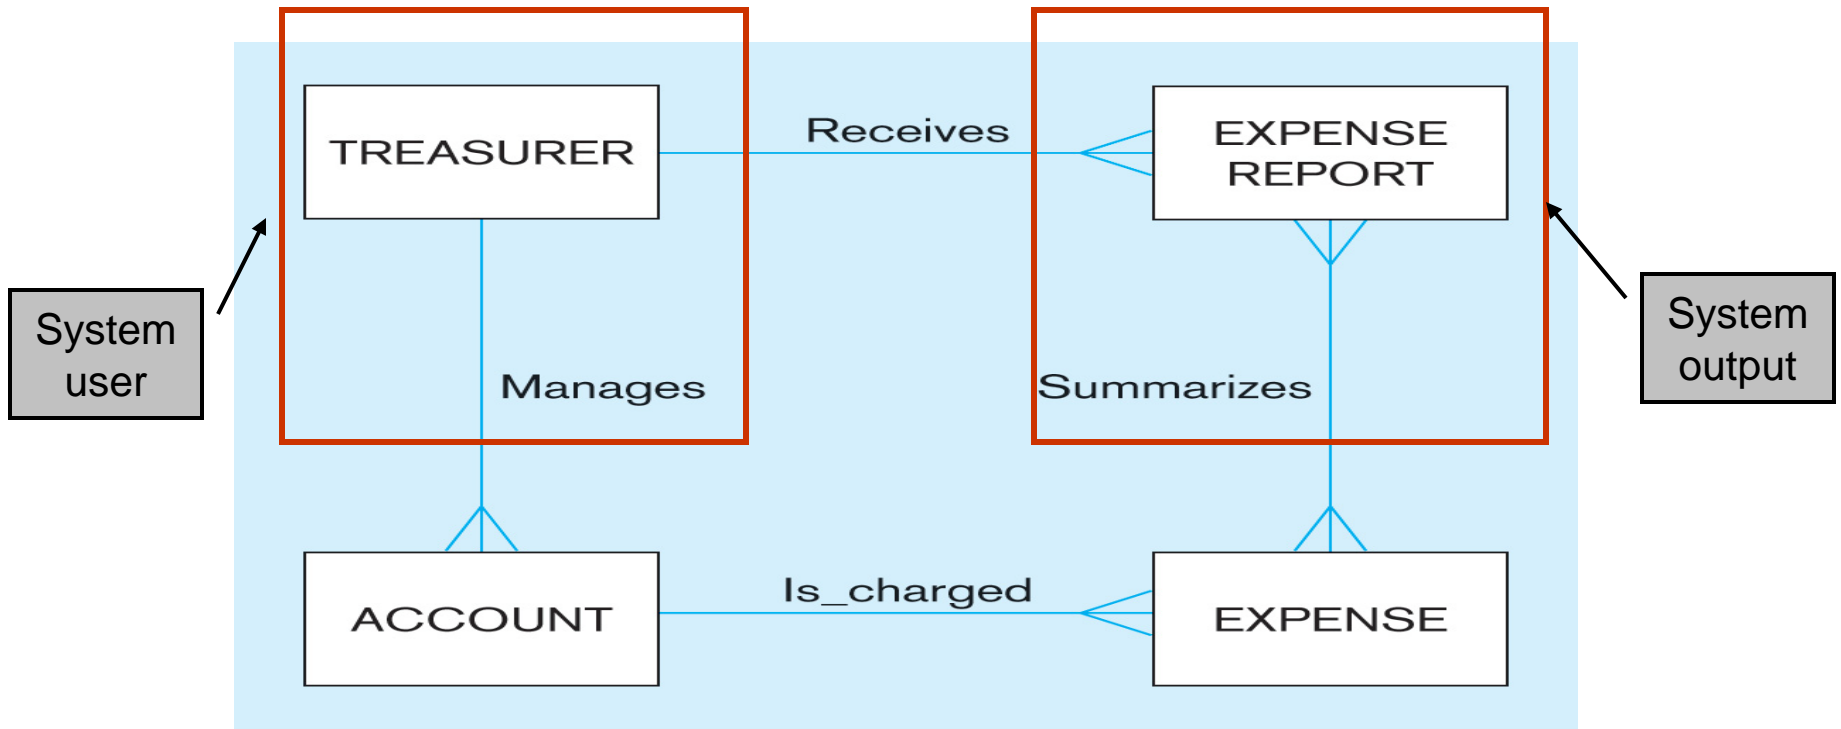 Receives
TREASURER
EXPENSE
REPORT
System
user
System
output
Manages
Summarizes
Is_charged
ACCOUNT
EXPENSE